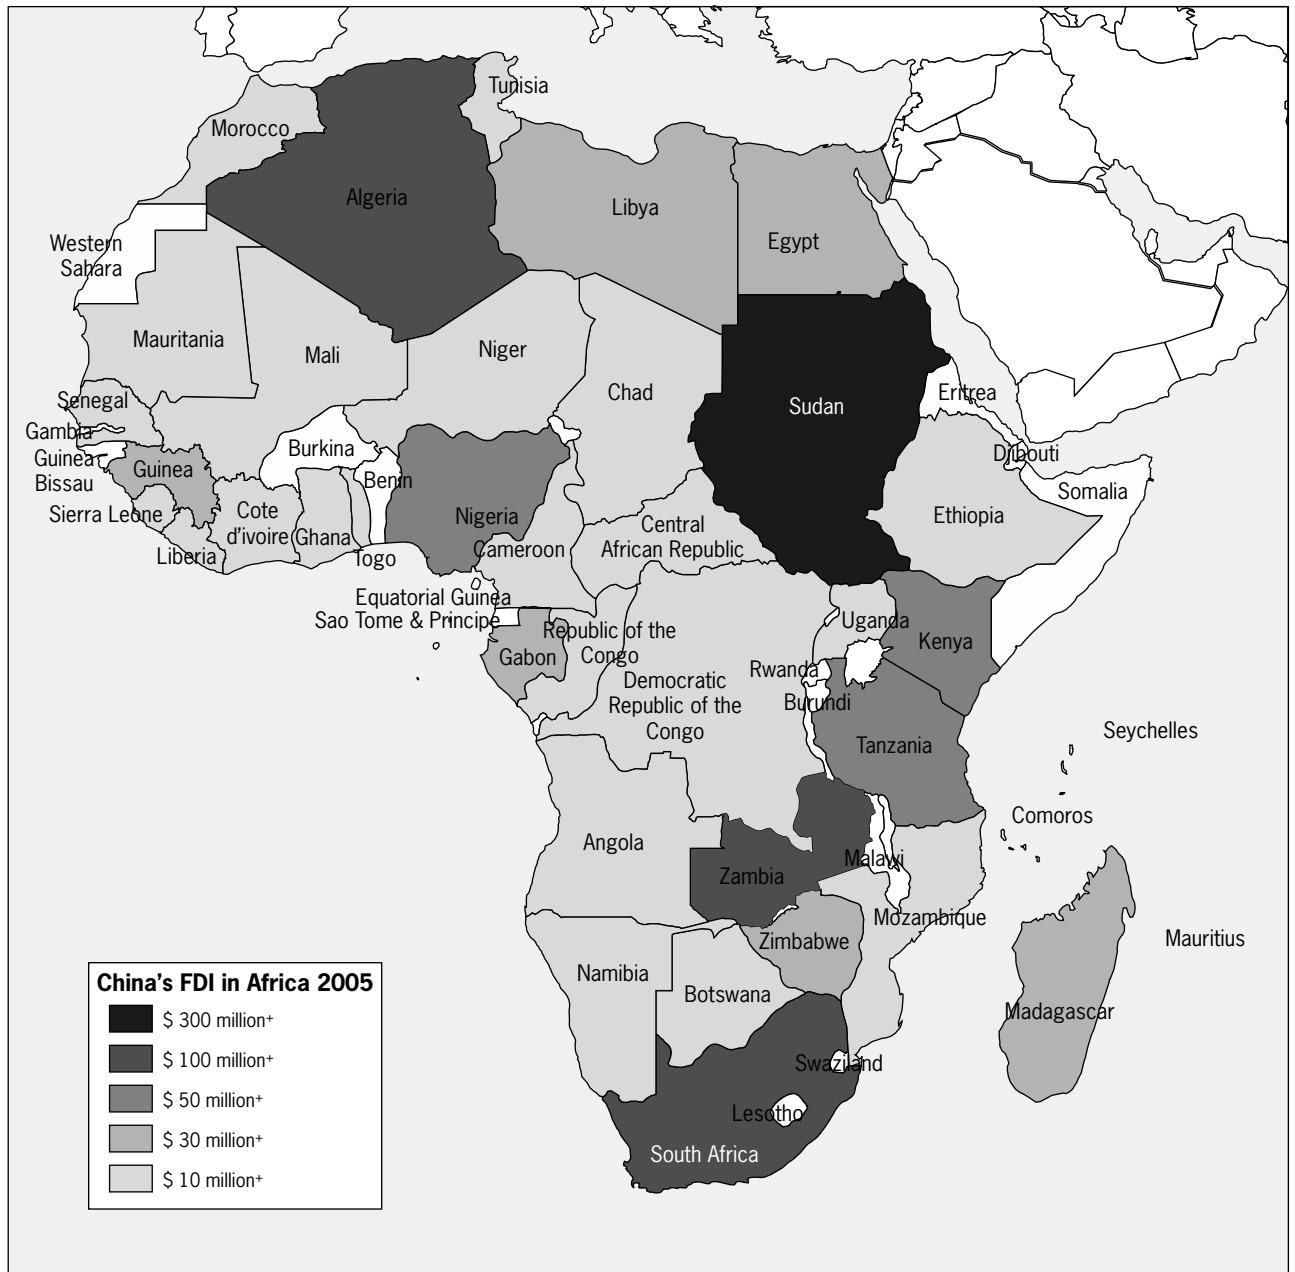 Tunisia
Morocco
Algeria
Libya
Egypt
Western
Sahara
Mauritania
Mali
Niger
Chad
Sudan
Eritrea
Senegal
Gambia
Guinea
Bissau
Guinea
Burkina
Benin
Djibouti
Somalia
Sierra Leone
Cote
d'ivoire
Ghana
Nigeria
Central
African Republic
Ethiopia
Liberia
Togo
Cameroon
Equatorial Guinea
Sao Tome & Principe
Republic of the
Congo
Gabon
Uganda
Kenya
Rwanda
Burundi
Democratic
Republic of the
Congo
Tanzania
Seychelles
Comoros
Angola
Zambia
Malawi
Mozambique
Mauritius
Zimbabwe
Namibia
Botswana
Madagascar
Swaziland
Lesotho
South Africa
China's FDI in Africa 2005
$ 300 million+
$ 100 million+
$ 50 million+
$ 30 million+
$ 10 million+